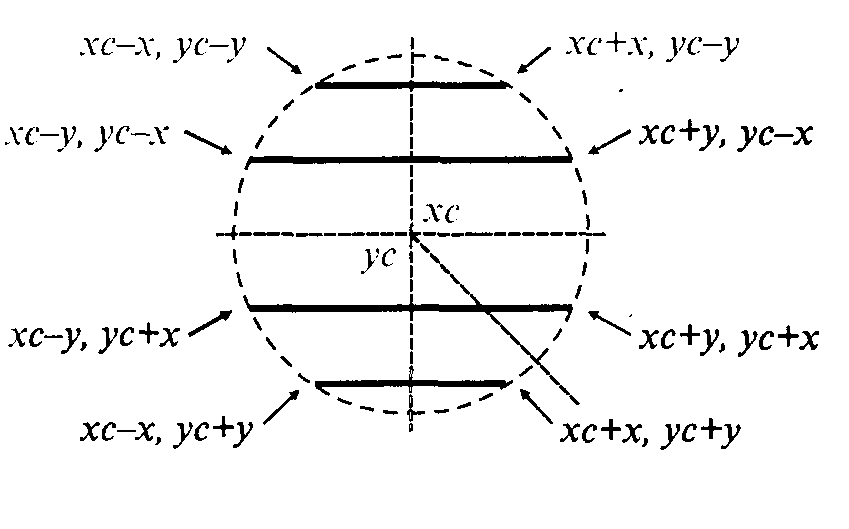 xc–x, yc–y
xc+x, yc–y
xc–y, yc–x
xc+y, yc–x
xc
yc
xc–y, yc+x
xc+y, yc+x
xc–x, yc+y
xc+x, yc+y